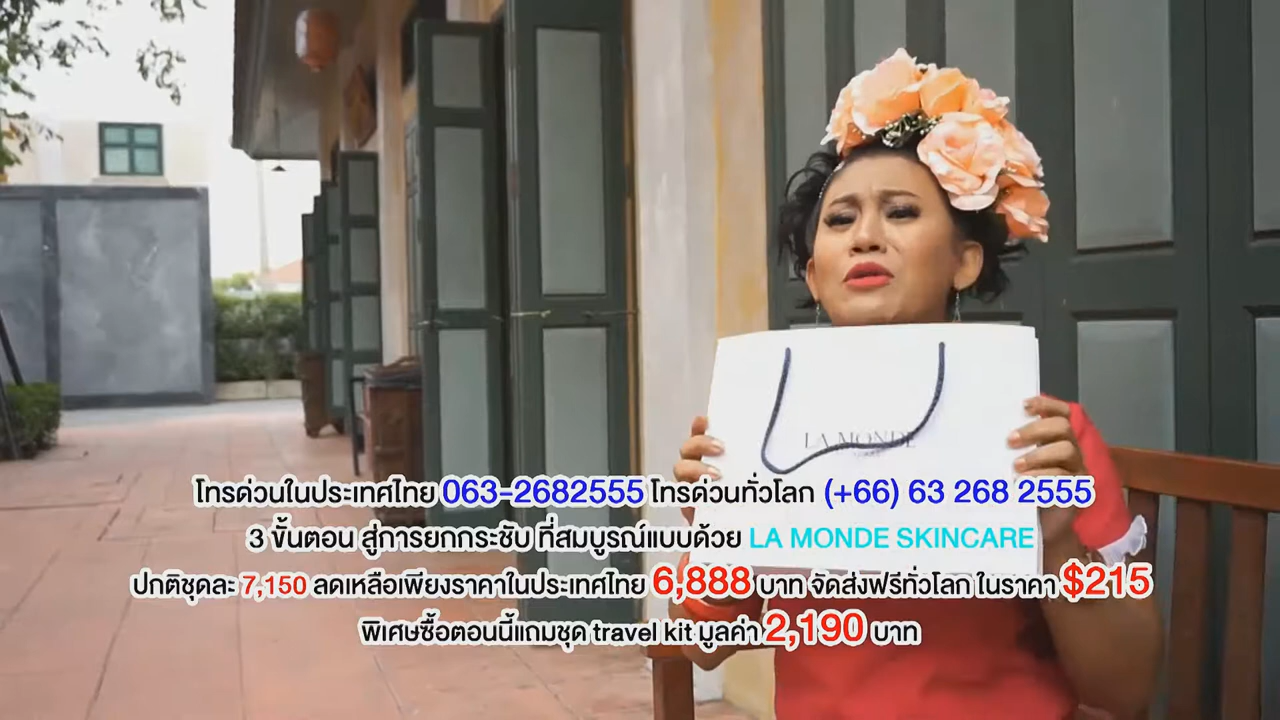 LA MONDE
โทรด่วนในประเทศไทย 063-2682555 โทรด่วนทั่วโลก (+66) 63 268 2555
3 ขั้นตอน สู่การยกกระชับ ที่สมบูรณ์แบบด้วย LA MONDE SKINCARE
ปกติชุดละ 7,150 ลดเหลือเพียงราคาในประเทศไทย 6,888 บาท จัดส่งฟรีทั่วโลก ในราคา $215
พิเศษซื้อตอนนี้แถมชุด travel kit มูลค่า 2,190 บาท